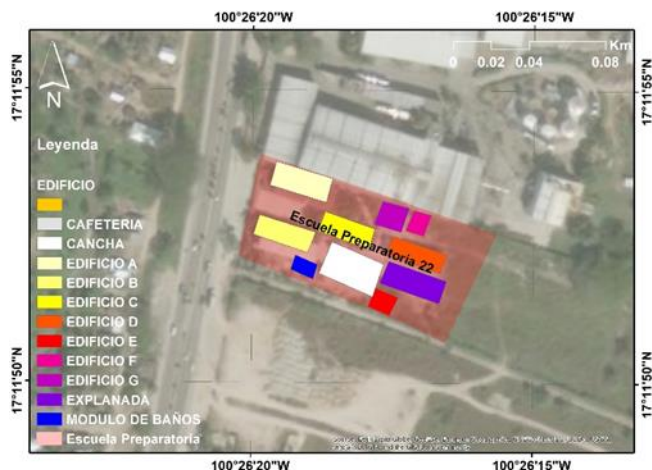 100°26'20"W
100°26'15"W
0 0.02 0.04 0.08
Km
17°11'55"N
17°11'55"N
N
Leyenda
EDIFICIO
CAFETERIA
CANCHA
EDIFICIO A
EDIFICIO B
EDIFICIO C
EDIFICIO D
EDIFICIO E
EDIFICIO F
EDIFICIO G
EXPLANADA
MODULO DE BAÑOS
Escuela Preparatoria
Escuela Preparatoria 22
17°11'50"N
17°11'50"N
100°26'20"W
100°26'15"W